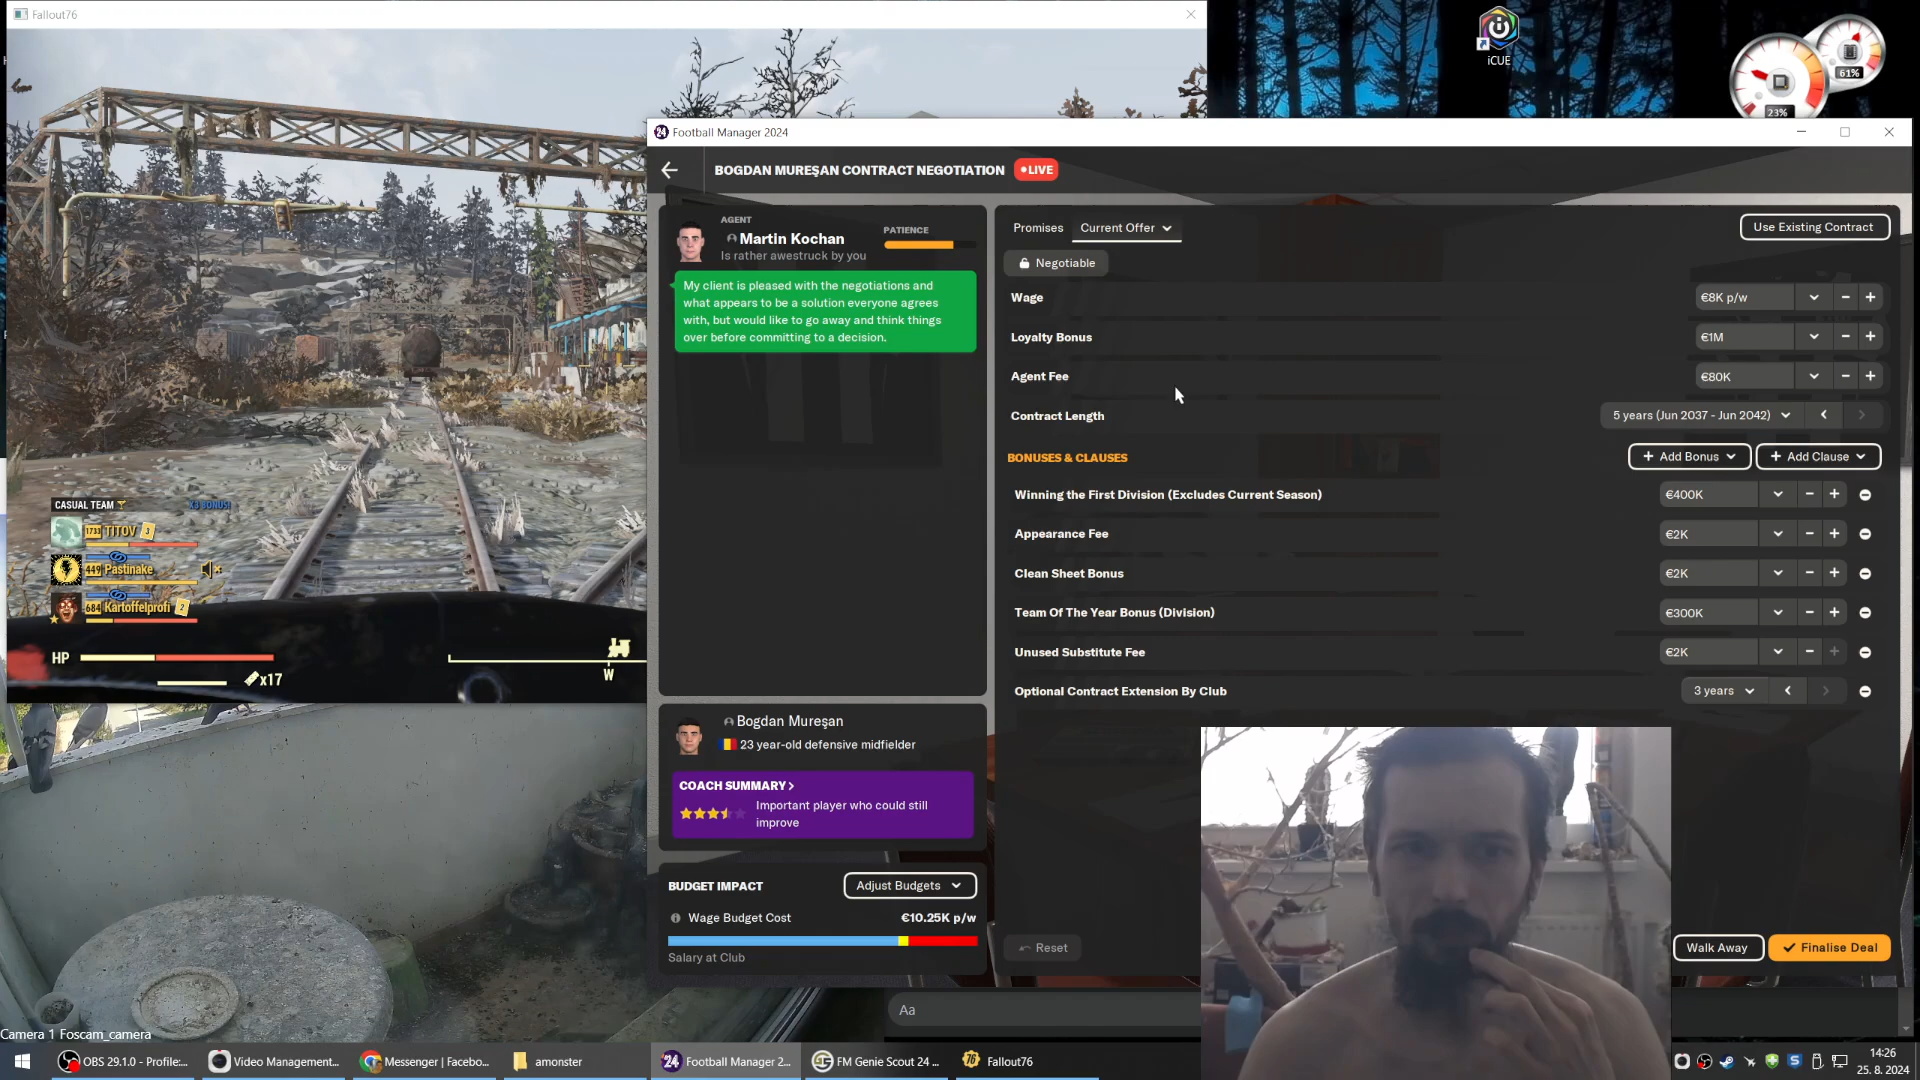 Fallout76
iCUE
61%
23%
Football Manager 2024
BOGDAN MUREŞAN CONTRACT NEGOTIATION
LIVE
AGENT
Martin Kochan
Is rather awestruck by you
PATIENCE
My client is pleased with the negotiations and
what appears to be a solution everyone agrees
with, but would like to go away and think things
over before committing to a decision.
Promises
Current Offer
Use Existing Contract
Negotiable
Wage
€8K p/w
Loyalty Bonus
€1M
Agent Fee
€80K
Contract Length
5 years (Jun 2037 - Jun 2042)
BONUSES & CLAUSES
+ Add Bonus
+ Add Clause
Winning the First Division (Excludes Current Season)
€400K
Appearance Fee
€2K
Clean Sheet Bonus
€2K
Team Of The Year Bonus (Division)
€300K
Unused Substitute Fee
€2K
Optional Contract Extension By Club
3 years
CASUAL TEAM
X3 BONUS!
1733 TITOV 3
449 Pastinake
684 Kartoffelprofi 2
HP
x17
W
Bogdan Mureşan
23 year-old defensive midfielder
COACH SUMMARY >
Important player who could still
improve
BUDGET IMPACT
Adjust Budgets
Wage Budget Cost
€10.25K p/w
Salary at Club
Reset
Walk Away
Finalise Deal
Aa
Camera 1 Foscam_camera
OBS 29.1.0 - Profile:...
Video Management...
Messenger | Facebo...
amonster
24
Football Manager 2...
FM Genie Scout 24 ...
76
Fallout76
14:26
25. 8. 2024